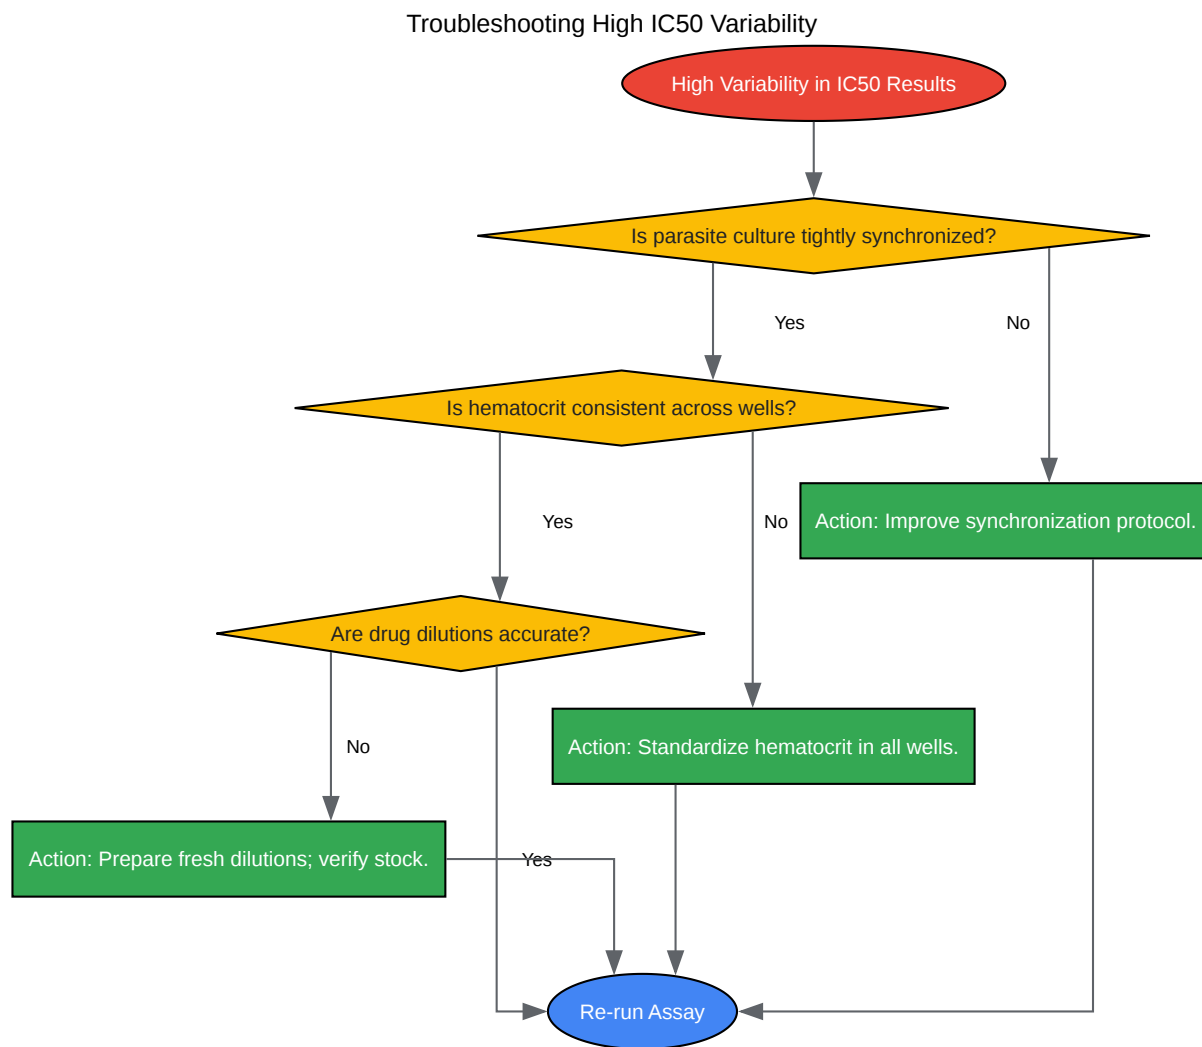 Troubleshooting High IC50 Variability
High Variability in IC50 Results
Is parasite culture tightly synchronized?
Yes
No
Is hematocrit consistent across wells?
Yes
No
Action: Improve synchronization protocol.
Are drug dilutions accurate?
No
Action: Standardize hematocrit in all wells.
Action: Prepare fresh dilutions; verify stock.
Yes
Re-run Assay